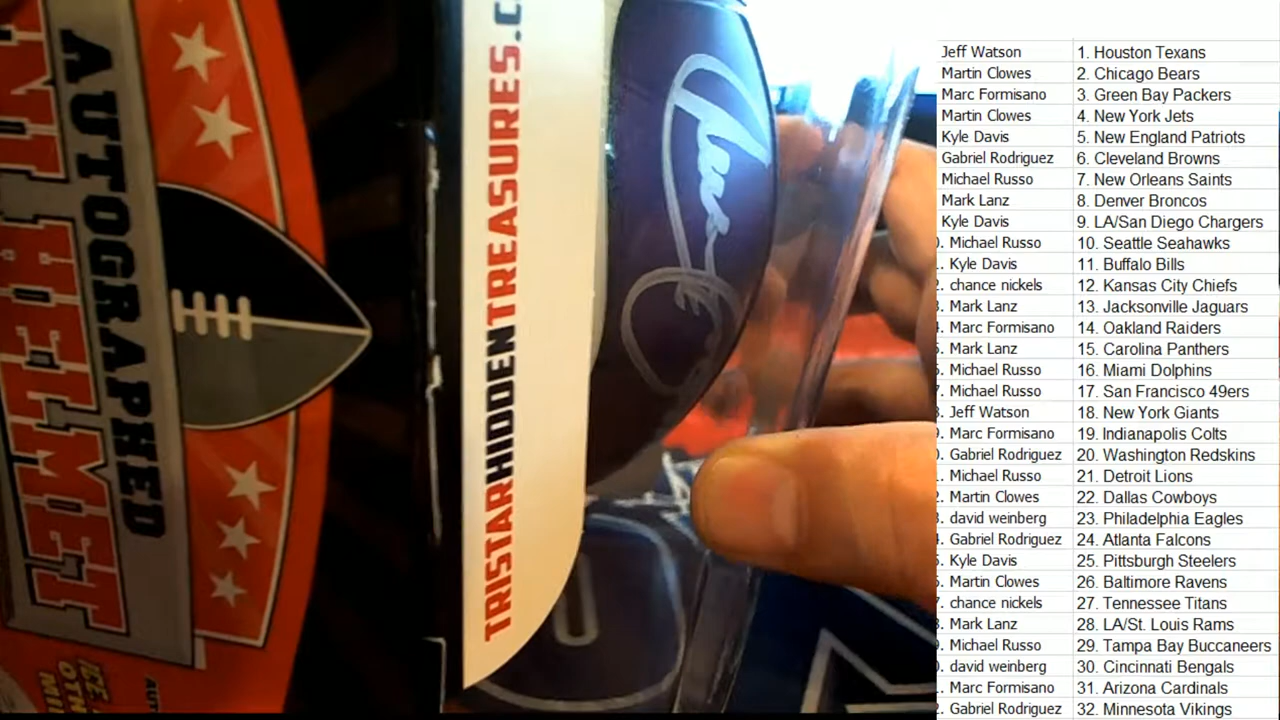 AUTOGRAPHED
MINI HELMET
TRISTARHIDDENTREASURES.C
Jeff Watson 1. Houston Texans
Martin Clowes 2. Chicago Bears
Marc Formisano 3. Green Bay Packers
Martin Clowes 4. New York Jets
Kyle Davis 5. New England Patriots
Gabriel Rodriguez 6. Cleveland Browns
Michael Russo 7. New Orleans Saints
Mark Lanz 8. Denver Broncos
Kyle Davis 9. LA/San Diego Chargers
. Michael Russo 10. Seattle Seahawks
. Kyle Davis 11. Buffalo Bills
. chance nickels 12. Kansas City Chiefs
. Mark Lanz 13. Jacksonville Jaguars
. Marc Formisano 14. Oakland Raiders
. Mark Lanz 15. Carolina Panthers
. Michael Russo 16. Miami Dolphins
. Michael Russo 17. San Francisco 49ers
. Jeff Watson 18. New York Giants
. Marc Formisano 19. Indianapolis Colts
. Gabriel Rodriguez 20. Washington Redskins
. Michael Russo 21. Detroit Lions
. Martin Clowes 22. Dallas Cowboys
. david weinberg 23. Philadelphia Eagles
. Gabriel Rodriguez 24. Atlanta Falcons
. Kyle Davis 25. Pittsburgh Steelers
. Martin Clowes 26. Baltimore Ravens
. chance nickels 27. Tennessee Titans
. Mark Lanz 28. LA/St. Louis Rams
. Michael Russo 29. Tampa Bay Buccaneers
. david weinberg 30. Cincinnati Bengals
. Marc Formisano 31. Arizona Cardinals
. Gabriel Rodriguez 32. Minnesota Vikings